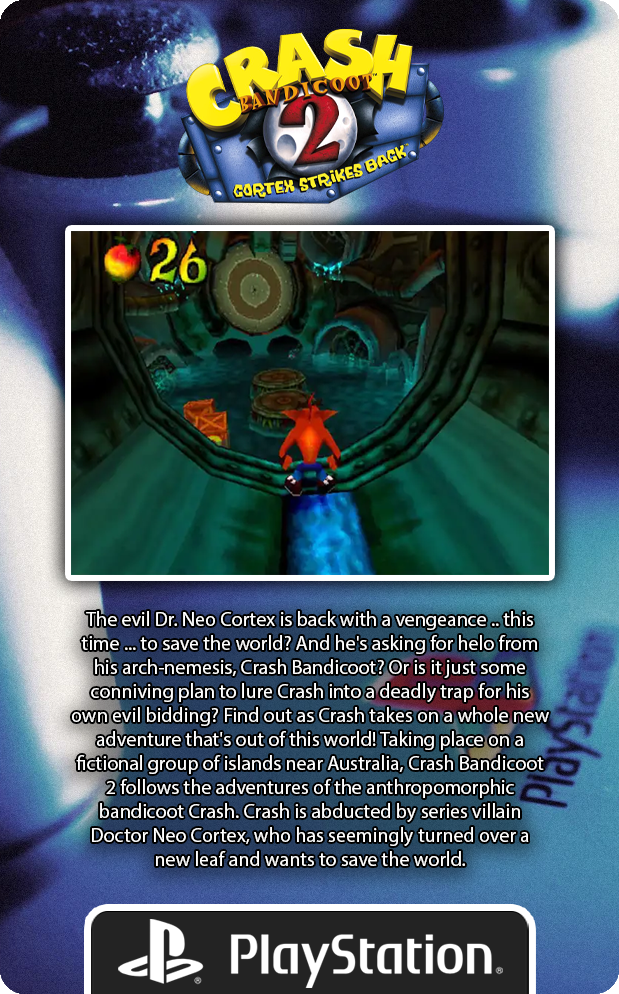 CRASH
BANDICOOT™
2
CORTEX STRIKES BACK™
26
The evil Dr. Neo Cortex is back with a vengeance .. this
time ... to save the world? And he's asking for helo from
his arch-nemesis, Crash Bandicoot? Or is it just some
conniving plan to lure Crash into a deadly trap for his
own evil bidding? Find out as Crash takes on a whole new
adventure that's out of this world! Taking place on a
fictional group of islands near Australia, Crash Bandicoot
2 follows the adventures of the anthropomorphic
bandicoot Crash. Crash is abducted by series villain
Doctor Neo Cortex, who has seemingly turned over a
new leaf and wants to save the world.
PlayStation
PlayStation®